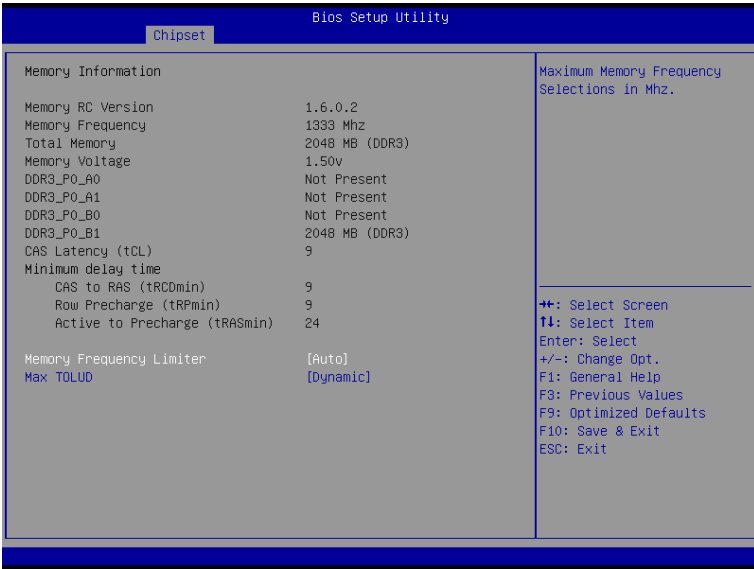 Bios Setup Utility
Chipset
Memory Information
Memory RC Version 1.6.0.2
Memory Frequency 1333 Mhz
Total Memory 2048 MB (DDR3)
Memory Voltage 1.50v
DDR3_P0_A0 Not Present
DDR3_P0_A1 Not Present
DDR3_P0_B0 Not Present
DDR3_P0_B1 2048 MB (DDR3)
CAS Latency (tCL) 9
Minimum delay time
CAS to RAS (tRCDmin) 9
Row Precharge (tRPmin) 9
Active to Precharge (tRASmin) 24
Memory Frequency Limiter [Auto]
Max TOLUD [Dynamic]
Maximum Memory Frequency
Selections in Mhz.
→←: Select Screen
↑↓: Select Item
Enter: Select
+/-: Change Opt.
F1: General Help
F3: Previous Values
F9: Optimized Defaults
F10: Save & Exit
ESC: Exit